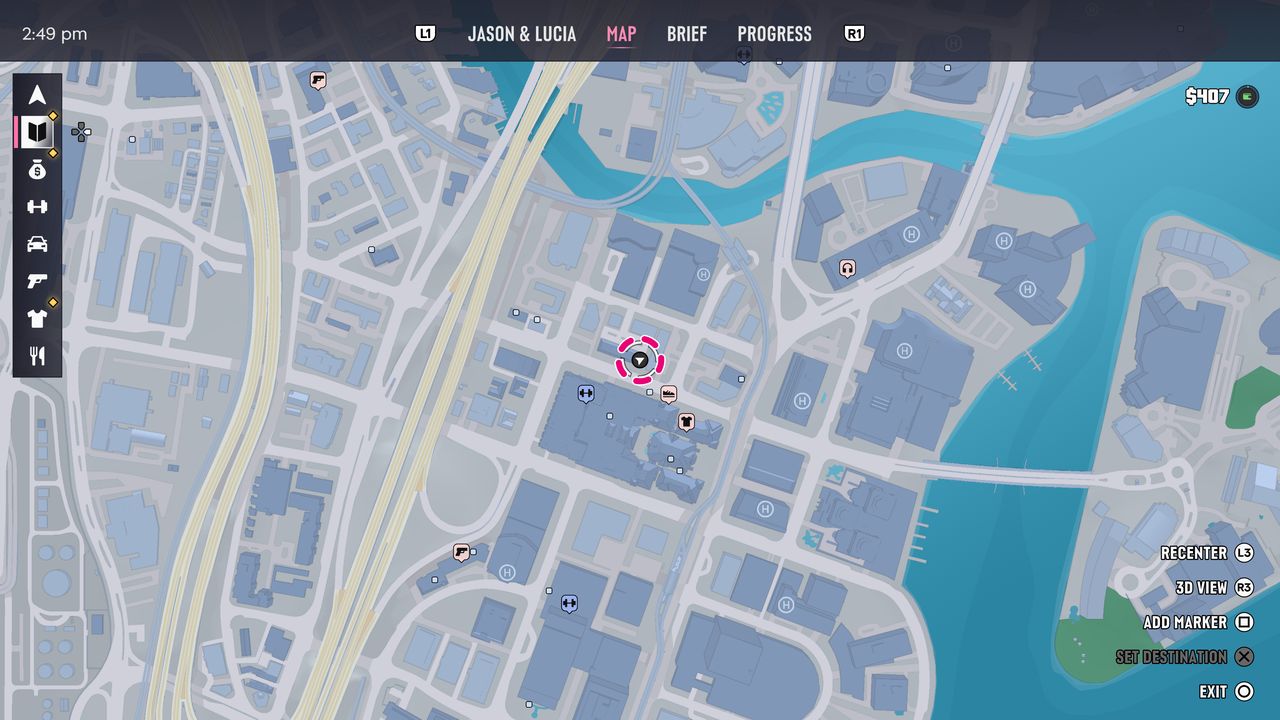 2:49 pm
L1 JASON & LUCIA MAP BRIEF PROGRESS R1
$407
H
H
H
H
H
H
H
H
H
H
H
RECENTER L3
3D VIEW R3
ADD MARKER
SET DESTINATION
EXIT